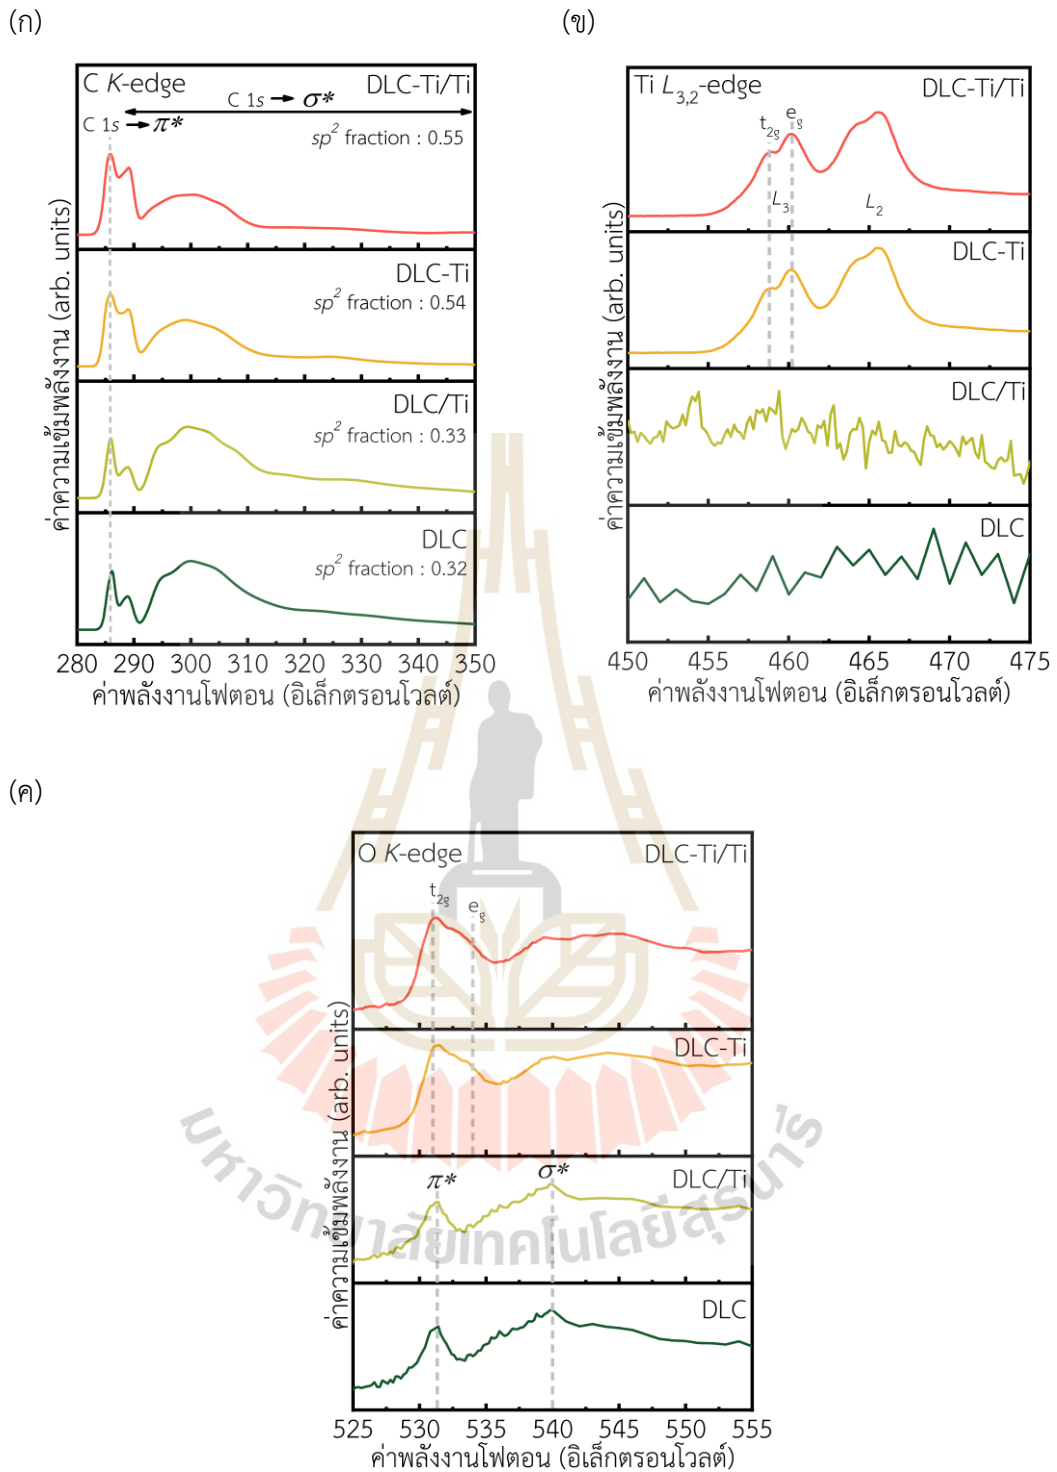 (ก)
C K-edge
DLC-Ti/Ti
C 1s → σ*
C 1s → π*
sp² fraction : 0.55
DLC-Ti
sp² fraction : 0.54
DLC/Ti
sp² fraction : 0.33
DLC
sp² fraction : 0.32
ค่าความเข้มพลังงาน (arb. units)
280 290 300 310 320 330 340 350
ค่าพลังงานโฟตอน (อิเล็กตรอนโวลต์)
(ข)
Ti L₃,₂-edge
DLC-Ti/Ti
t₂g
eg
L₃
L₂
DLC-Ti
DLC/Ti
DLC
ค่าความเข้มพลังงาน (arb. units)
450 455 460 465 470 475
ค่าพลังงานโฟตอน (อิเล็กตรอนโวลต์)
(ค)
O K-edge
DLC-Ti/Ti
t₂g
eg
DLC-Ti
DLC/Ti
π*
σ*
DLC
ค่าความเข้มพลังงาน (arb. units)
525 530 535 540 545 550 555
ค่าพลังงานโฟตอน (อิเล็กตรอนโวลต์)
มหาวิทยาลัยเทคโนโลยีสุรนารี